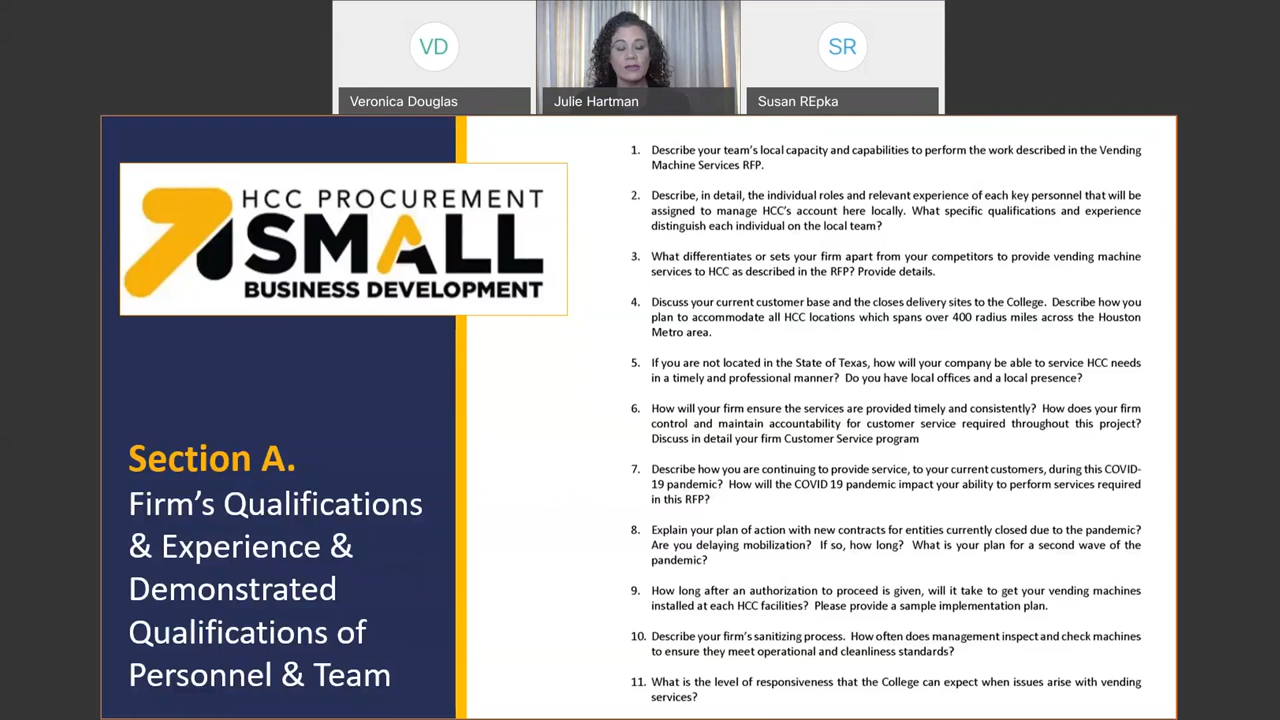 VD
SR
Veronica Douglas
Julie Hartman
Susan REpka
HCC PROCUREMENT
SMALL
BUSINESS DEVELOPMENT
Section A.
Firm's Qualifications
& Experience &
Demonstrated
Qualifications of
Personnel & Team
1. Describe your team's local capacity and capabilities to perform the work described in the Vending
Machine Services RFP.
2. Describe, in detail, the individual roles and relevant experience of each key personnel that will be
assigned to manage HCC's account here locally. What specific qualifications and experience
distinguish each individual on the local team?
3. What differentiates or sets your firm apart from your competitors to provide vending machine
services to HCC as described in the RFP? Provide details.
4. Discuss your current customer base and the closes delivery sites to the College. Describe how you
plan to accommodate all HCC locations which spans over 400 radius miles across the Houston
Metro area.
5. If you are not located in the State of Texas, how will your company be able to service HCC needs
in a timely and professional manner? Do you have local offices and a local presence?
6. How will your firm ensure the services are provided timely and consistently? How does your firm
control and maintain accountability for customer service required throughout this project?
Discuss in detail your firm Customer Service program
7. Describe how you are continuing to provide service, to your current customers, during this COVID-
19 pandemic? How will the COVID 19 pandemic impact your ability to perform services required
in this RFP?
8. Explain your plan of action with new contracts for entities currently closed due to the pandemic?
Are you delaying mobilization? If so, how long? What is your plan for a second wave of the
pandemic?
9. How long after an authorization to proceed is given, will it take to get your vending machines
installed at each HCC facilities? Please provide a sample implementation plan.
10. Describe your firm's sanitizing process. How often does management inspect and check machines
to ensure they meet operational and cleanliness standards?
11. What is the level of responsiveness that the College can expect when issues arise with vending
services?